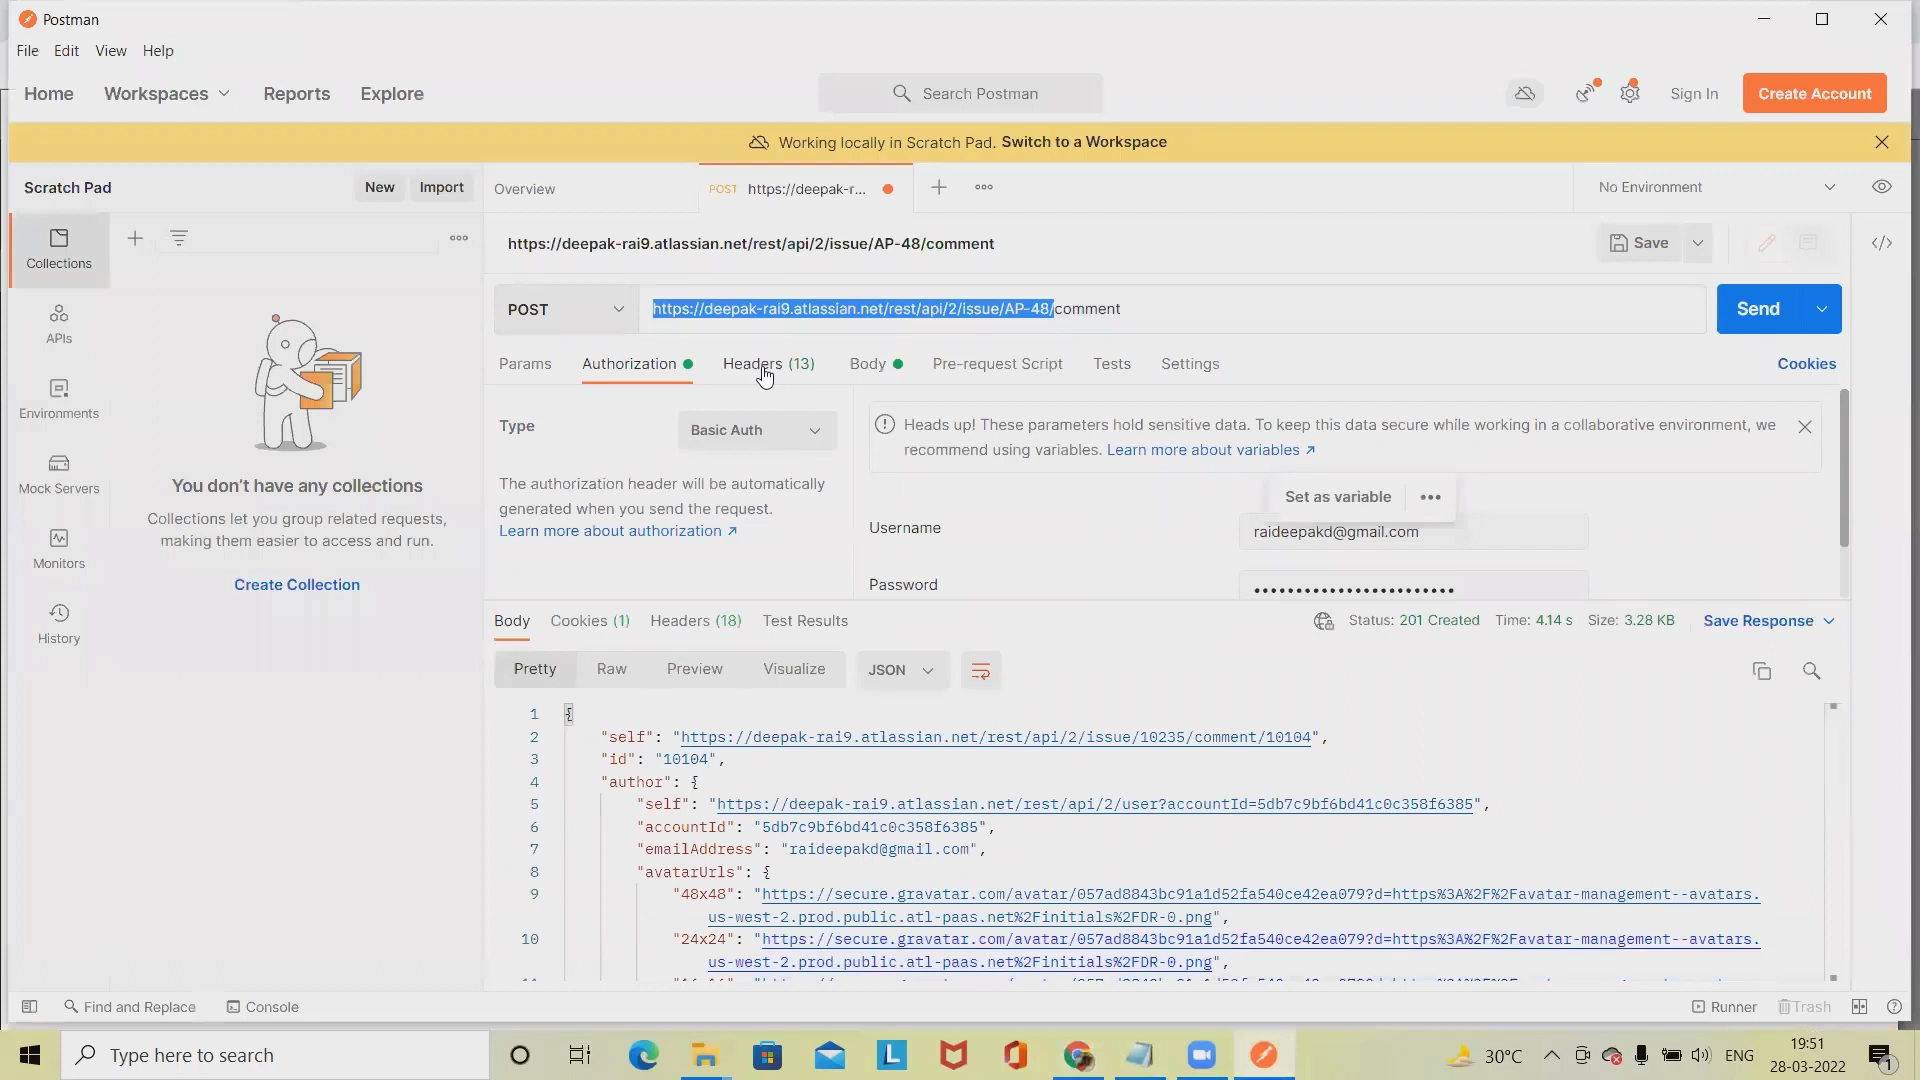 Postman
File Edit View Help
Home Workspaces Reports Explore
Search Postman
Sign In Create Account
Working locally in Scratch Pad. Switch to a Workspace
Scratch Pad New Import
Overview POST https://deepak-r... No Environment
Collections
APIs
Environments
Mock Servers
Monitors
History
You don't have any collections
Collections let you group related requests,
making them easier to access and run.
Create Collection
https://deepak-rai9.atlassian.net/rest/api/2/issue/AP-48/comment
Save
POST https://deepak-rai9.atlassian.net/rest/api/2/issue/AP-48/comment Send
Params Authorization Headers (13) Body Pre-request Script Tests Settings Cookies
Type Basic Auth
The authorization header will be automatically
generated when you send the request.
Learn more about authorization ↗
Heads up! These parameters hold sensitive data. To keep this data secure while working in a collaborative environment, we
recommend using variables. Learn more about variables ↗
Set as variable •••
Username raideepakd@gmail.com
Password
Body Cookies (1) Headers (18) Test Results
Status: 201 Created Time: 4.14 s Size: 3.28 KB Save Response
Pretty Raw Preview Visualize JSON
1 {
2 "self": "https://deepak-rai9.atlassian.net/rest/api/2/issue/10235/comment/10104",
3 "id": "10104",
4 "author": {
5 "self": "https://deepak-rai9.atlassian.net/rest/api/2/user?accountId=5db7c9bf6bd41c0c358f6385",
6 "accountId": "5db7c9bf6bd41c0c358f6385",
7 "emailAddress": "raideepakd@gmail.com",
8 "avatarUrls": {
9 "48x48": "https://secure.gravatar.com/avatar/057ad8843bc91a1d52fa540ce42ea079?d=https%3A%2F%2Favatar-management--avatars.
us-west-2.prod.public.atl-paas.net%2Finitials%2FDR-0.png",
10 "24x24": "https://secure.gravatar.com/avatar/057ad8843bc91a1d52fa540ce42ea079?d=https%3A%2F%2Favatar-management--avatars.
us-west-2.prod.public.atl-paas.net%2Finitials%2FDR-0.png",
Find and Replace Console Runner Trash
Type here to search
30°C ENG
19:51
28-03-2022
1